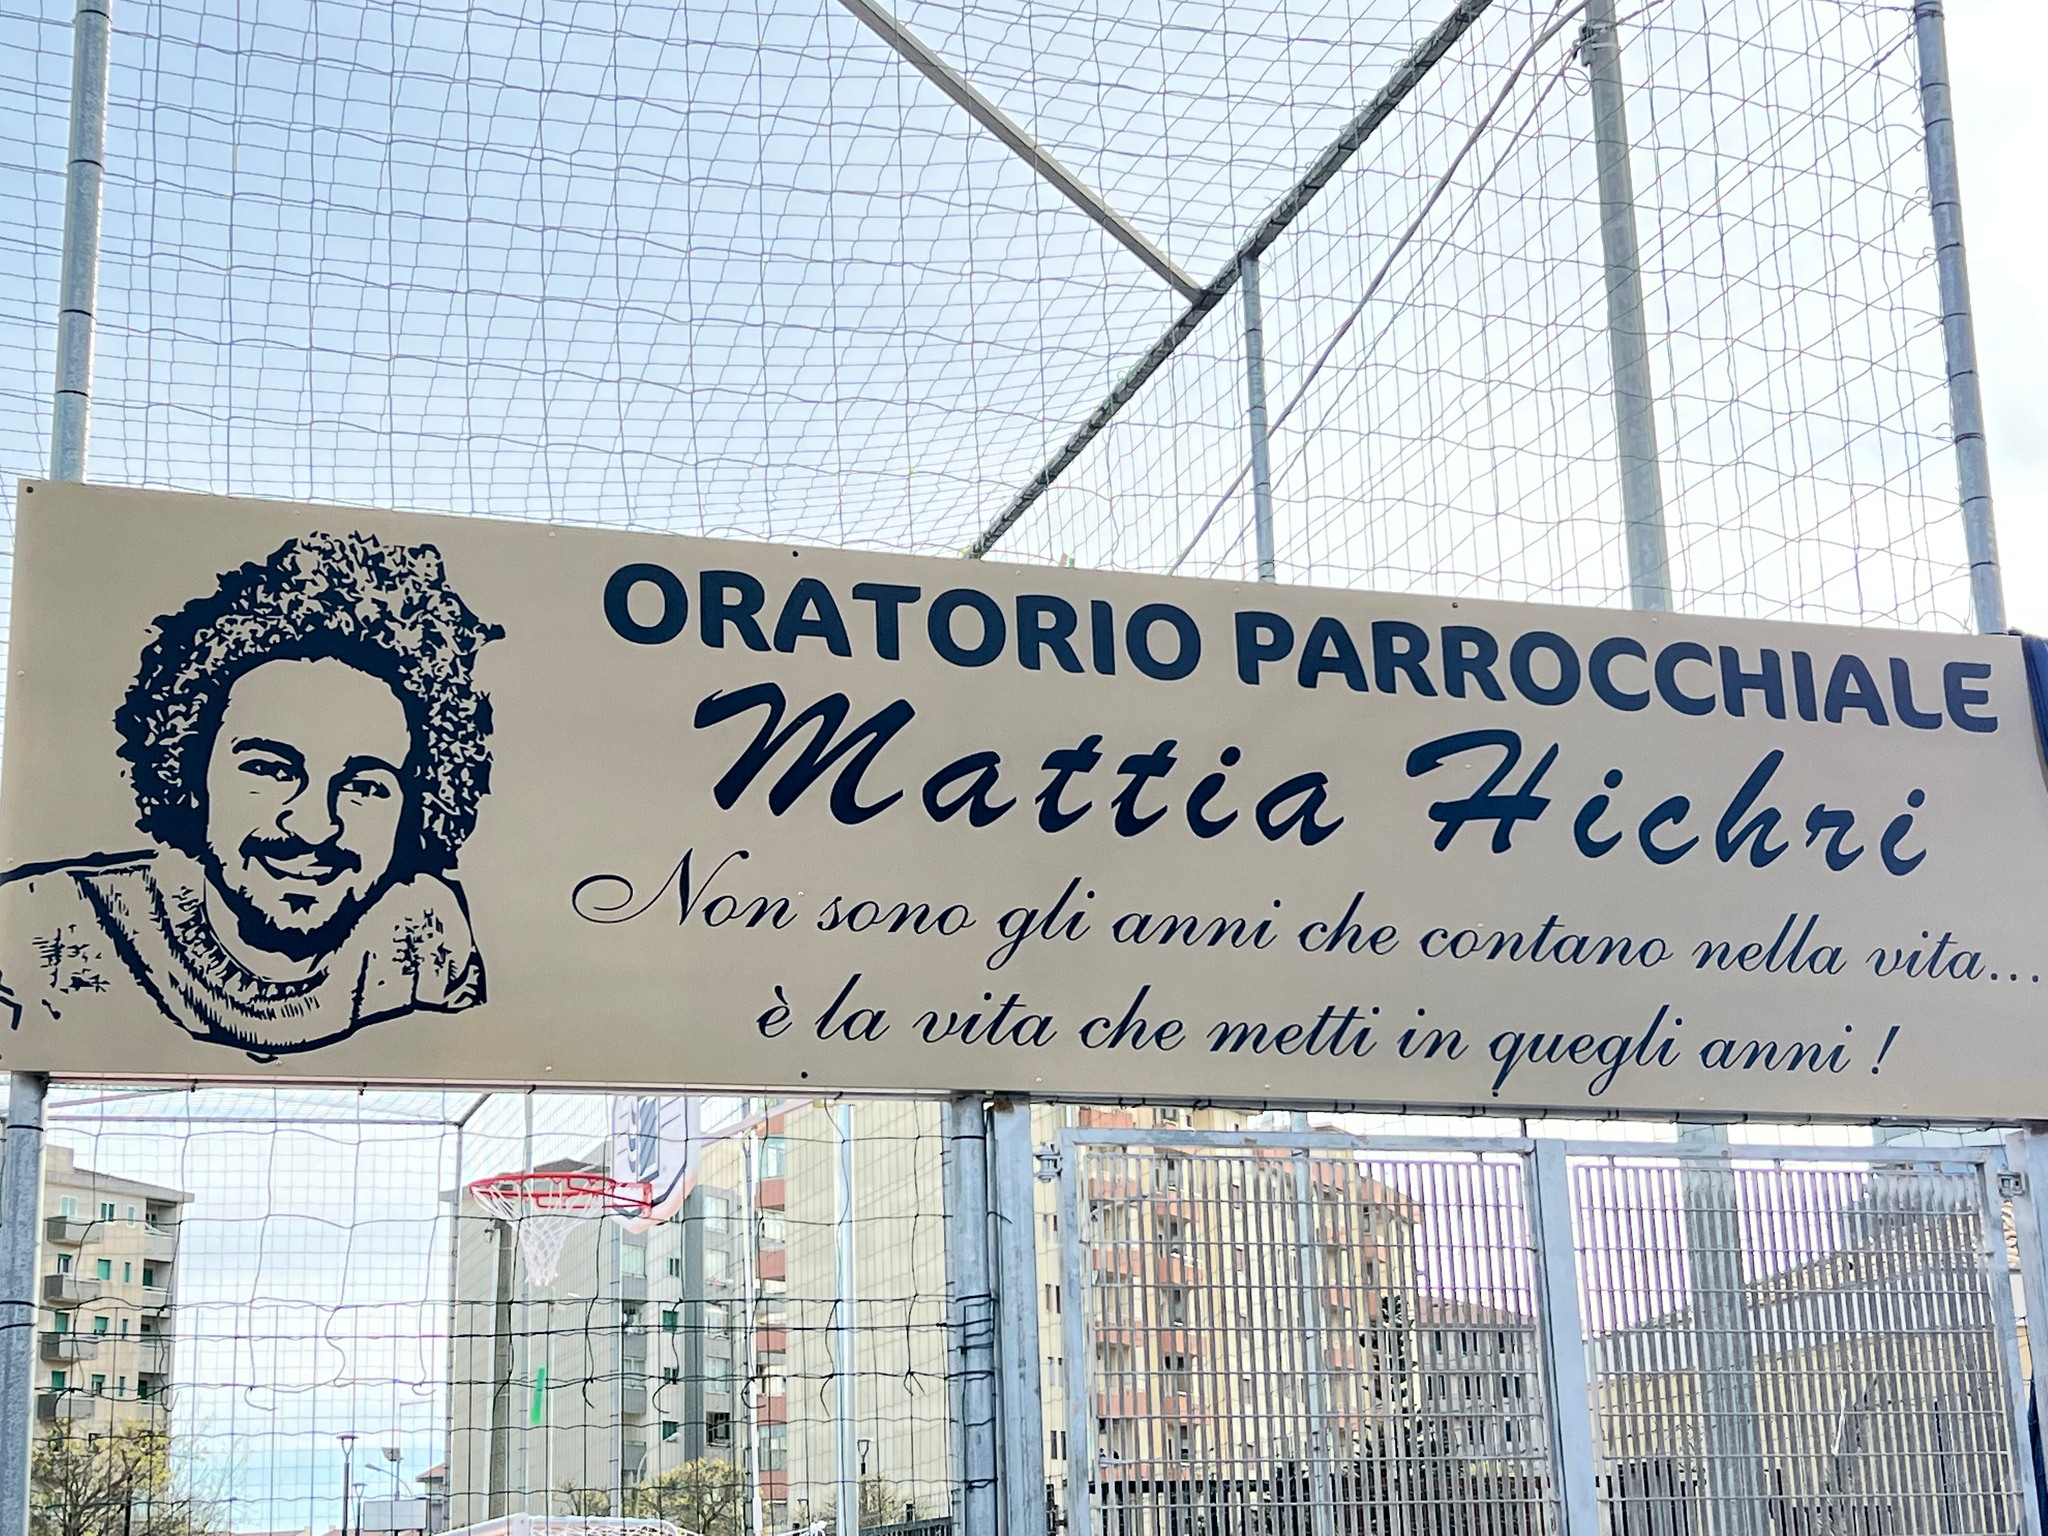 ORATORIO PARROCCHIALE
Mattia Hichri
Non sono gli anni che contano nella vita...
è la vita che metti in quegli anni !